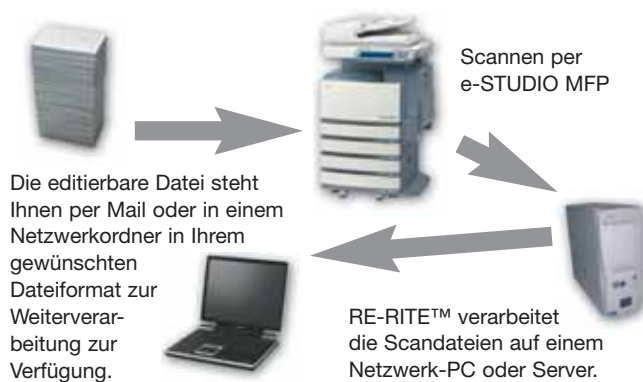 Scannen per
e-STUDIO MFP
RE-RITE™ verarbeitet
die Scandateien auf einem
Netzwerk-PC oder Server.
Die editierbare Datei steht
Ihnen per Mail oder in einem
Netzwerkordner in Ihrem
gewünschten
Dateiformat zur
Weiterverar-
beitung zur
Verfügung.